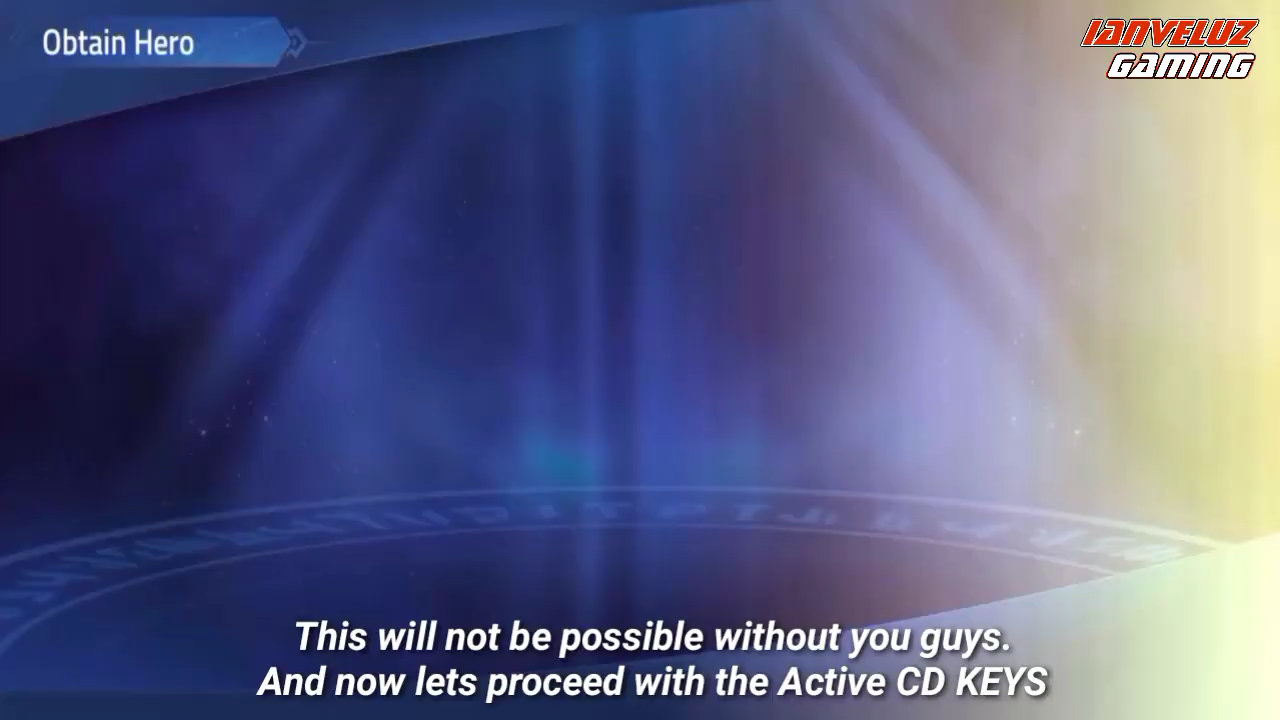 Obtain Hero
IANVELUZ
GAMING
This will not be possible without you guys.
And now lets proceed with the Active CD KEYS